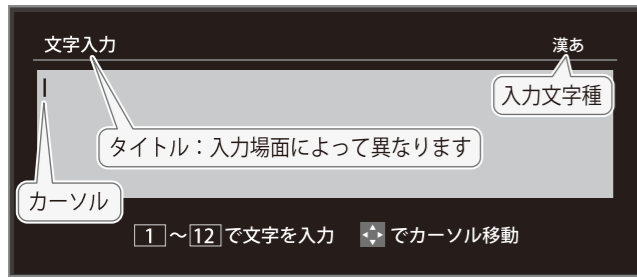 文字入力
漢あ
入力文字種
タイトル：入力場面によって異なります
カーソル
1～12で文字を入力 でカーソル移動